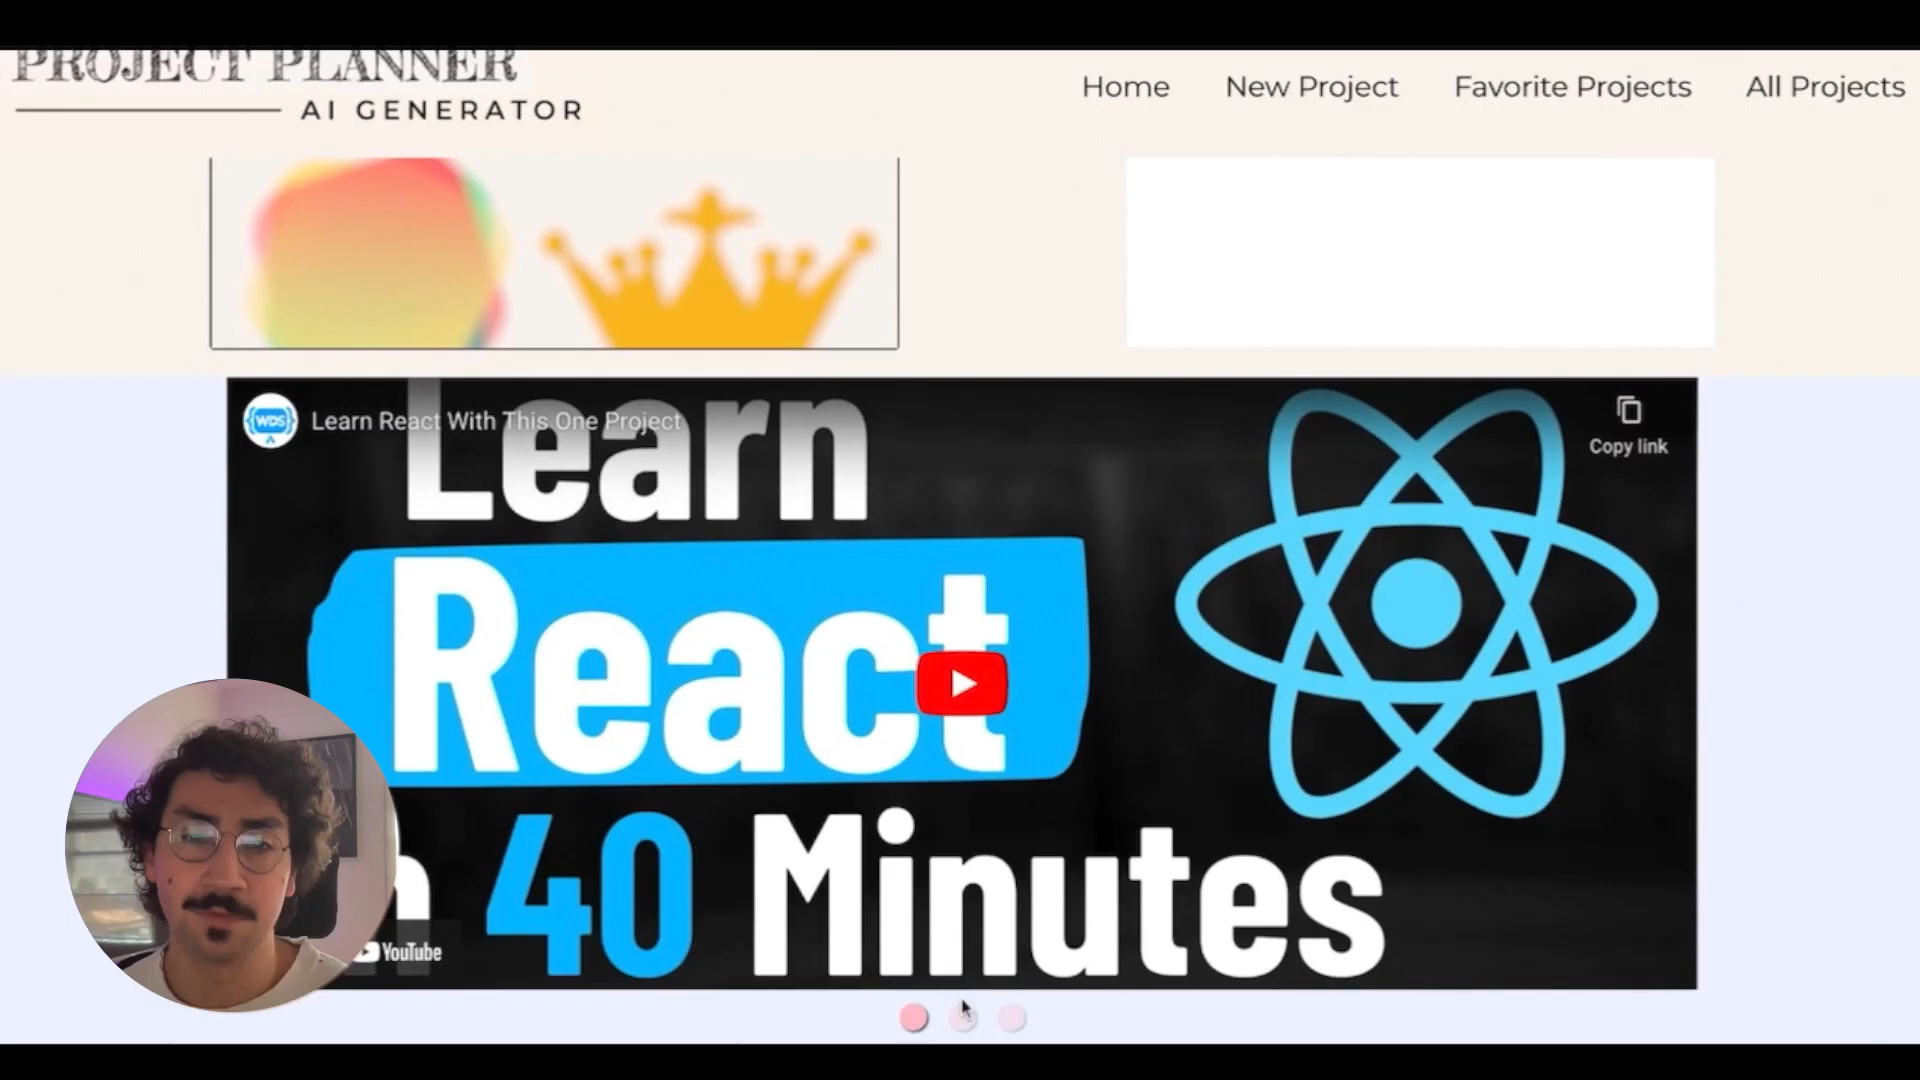 PROJECT PLANNER
AI GENERATOR
Home New Project Favorite Projects All Projects
WDS
Learn React With This One Project
Copy link
Learn
React
40 Minutes
YouTube